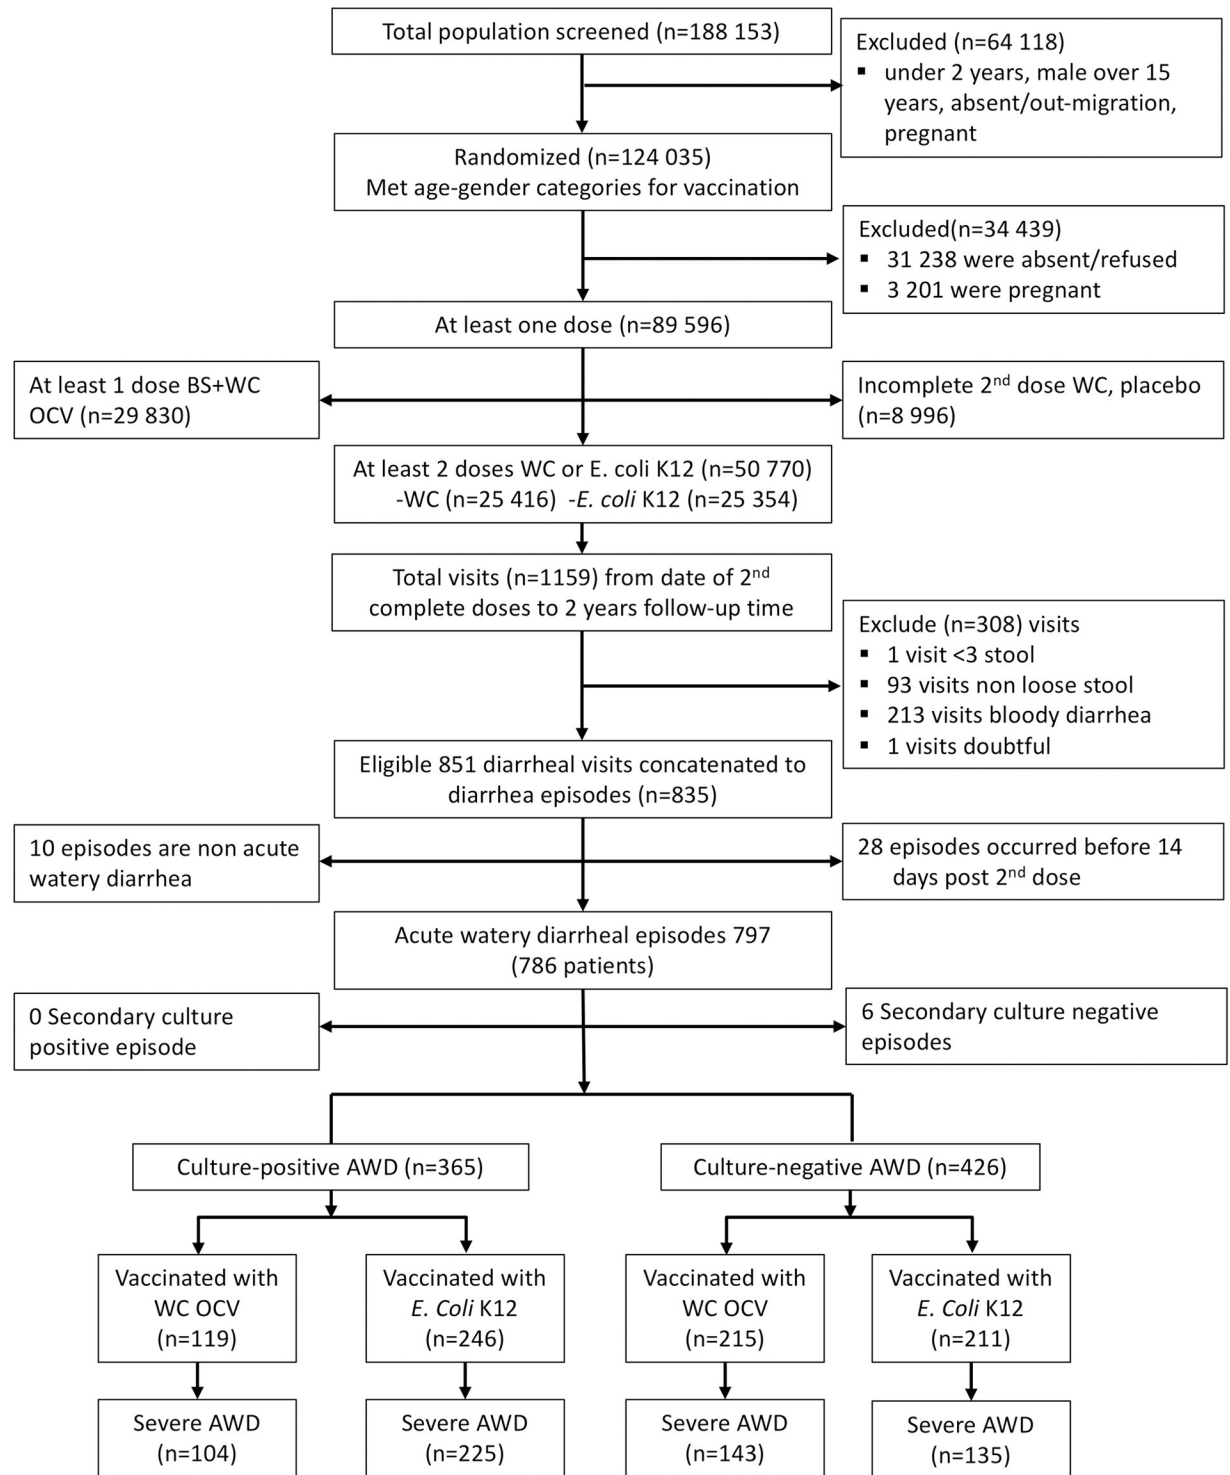 Total population screened (n=188 153)
Excluded (n=64 118)
▪ under 2 years, male over 15
years, absent/out-migration,
pregnant
Randomized (n=124 035)
Met age-gender categories for vaccination
Excluded(n=34 439)
▪ 31 238 were absent/refused
▪ 3 201 were pregnant
At least one dose (n=89 596)
At least 1 dose BS+WC
OCV (n=29 830)
Incomplete 2nd dose WC, placebo
(n=8 996)
At least 2 doses WC or E. coli K12 (n=50 770)
-WC (n=25 416) -E. coli K12 (n=25 354)
Total visits (n=1159) from date of 2nd
complete doses to 2 years follow-up time
Exclude (n=308) visits
▪ 1 visit <3 stool
▪ 93 visits non loose stool
▪ 213 visits bloody diarrhea
▪ 1 visits doubtful
Eligible 851 diarrheal visits concatenated to
diarrhea episodes (n=835)
10 episodes are non acute
watery diarrhea
28 episodes occurred before 14
days post 2nd dose
Acute watery diarrheal episodes 797
(786 patients)
0 Secondary culture
positive episode
6 Secondary culture negative
episodes
Culture-positive AWD (n=365)
Culture-negative AWD (n=426)
Vaccinated with
WC OCV
(n=119)
Vaccinated with
E. Coli K12
(n=246)
Vaccinated with
WC OCV
(n=215)
Vaccinated with
E. Coli K12
(n=211)
Severe AWD
(n=104)
Severe AWD
(n=225)
Severe AWD
(n=143)
Severe AWD
(n=135)